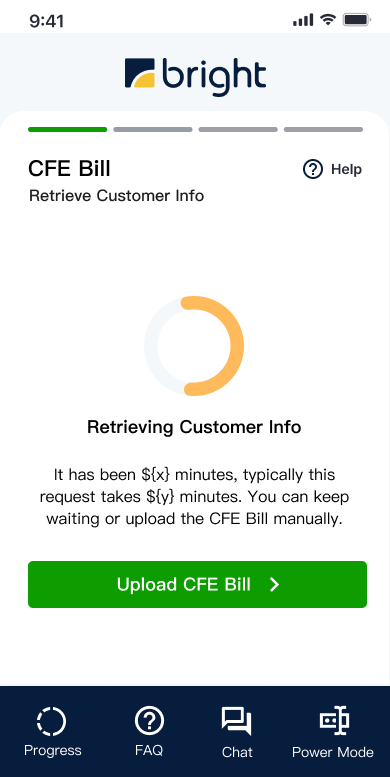 9:41
bright
CFE Bill
Help
Retrieve Customer Info
Retrieving Customer Info
It has been ${x} minutes, typically this
request takes ${y} minutes. You can keep
waiting or upload the CFE Bill manually.
Upload CFE Bill
Progress
FAQ
Chat
Power Mode